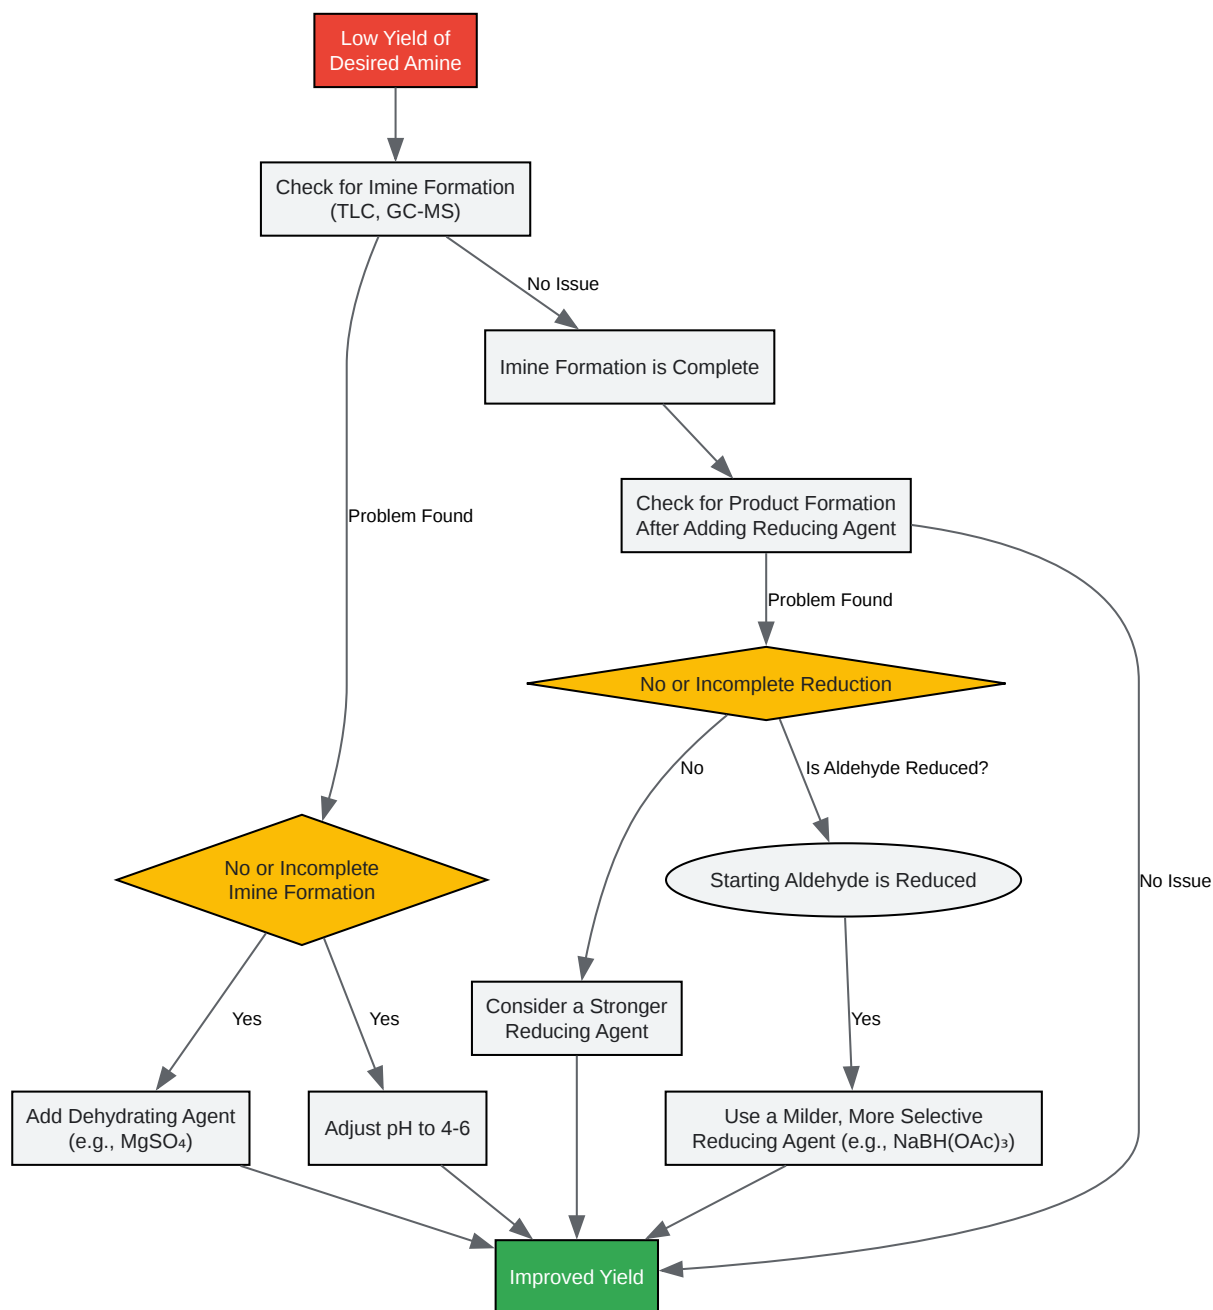 Low Yield of
Desired Amine
Check for Imine Formation
(TLC, GC-MS)
No Issue
Imine Formation is Complete
Check for Product Formation
After Adding Reducing Agent
Problem Found
Problem Found
No or Incomplete Reduction
No
Is Aldehyde Reduced?
No or Incomplete
Imine Formation
Starting Aldehyde is Reduced
No Issue
Consider a Stronger
Reducing Agent
Yes
Yes
Yes
Add Dehydrating Agent
(e.g., MgSO₄)
Adjust pH to 4-6
Use a Milder, More Selective
Reducing Agent (e.g., NaBH(OAc)₃)
Improved Yield